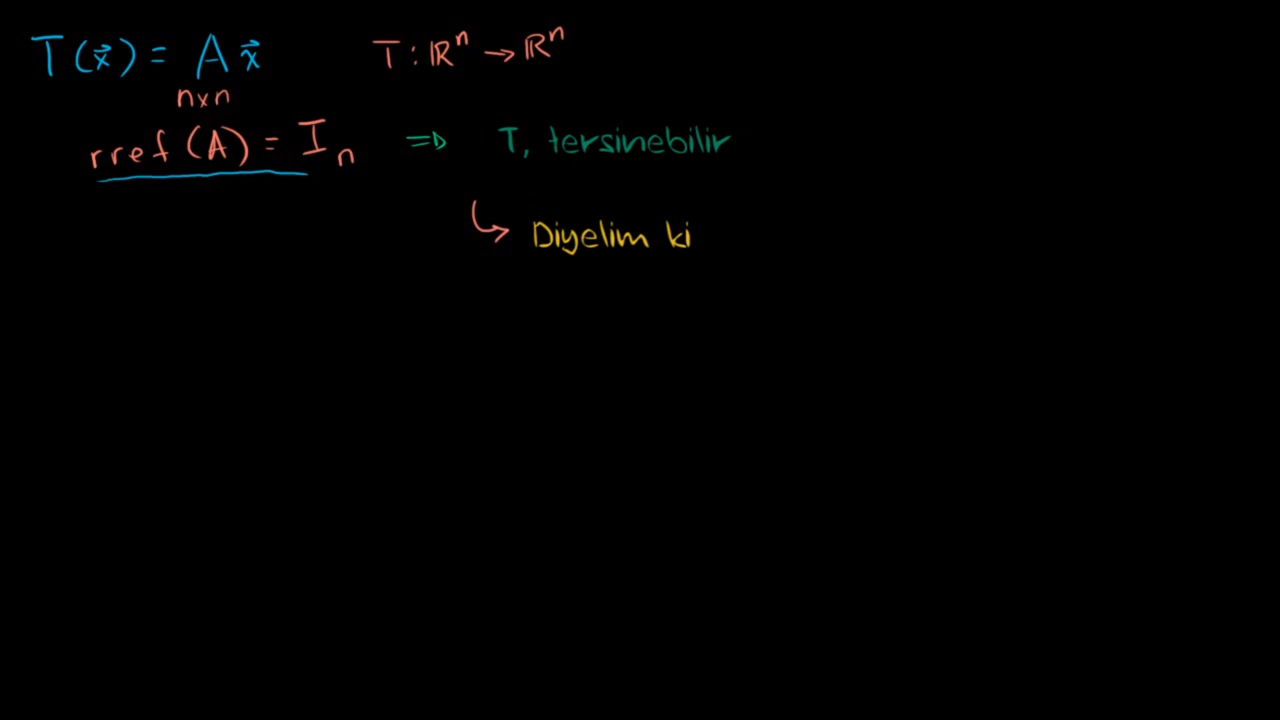 T(x⃗) = A x⃗ T: ℝⁿ → ℝⁿ
n×n
rref(A) = Iₙ ⇒ T, tersinebilir
↳ Diyelim ki